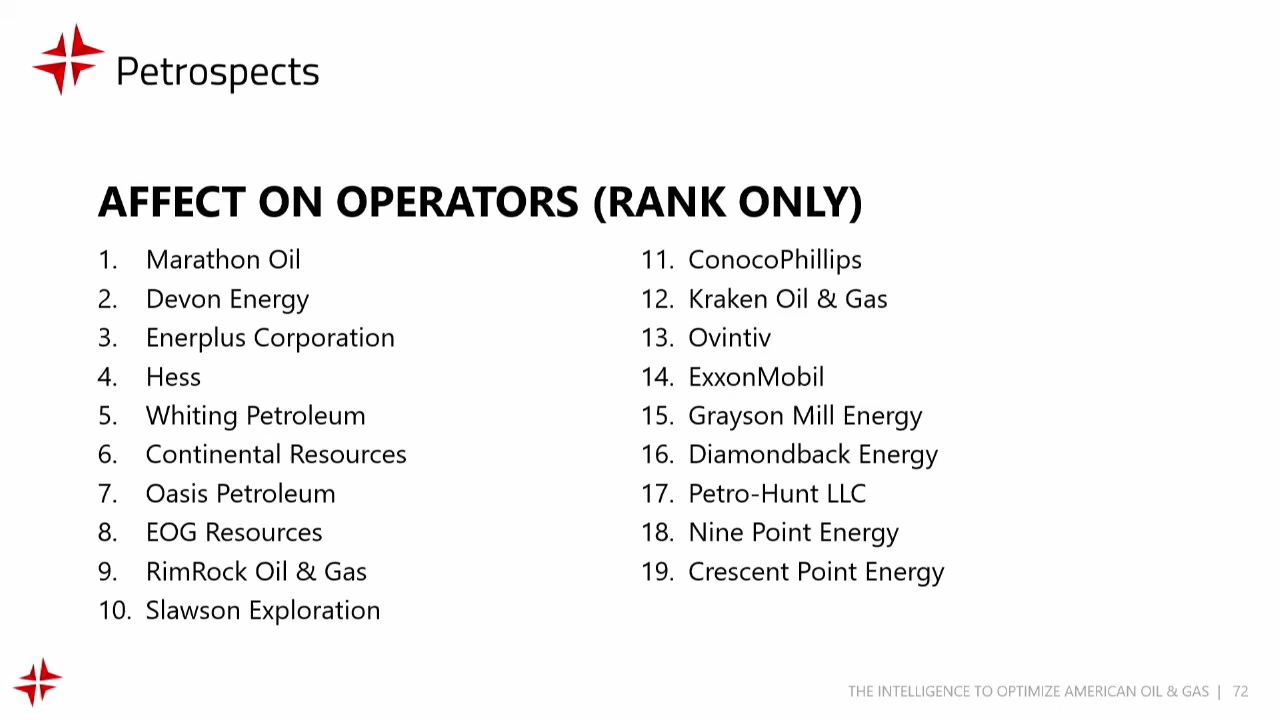 Petrospects
AFFECT ON OPERATORS (RANK ONLY)
1. Marathon Oil
2. Devon Energy
3. Enerplus Corporation
4. Hess
5. Whiting Petroleum
6. Continental Resources
7. Oasis Petroleum
8. EOG Resources
9. RimRock Oil & Gas
10. Slawson Exploration
11. ConocoPhillips
12. Kraken Oil & Gas
13. Ovintiv
14. ExxonMobil
15. Grayson Mill Energy
16. Diamondback Energy
17. Petro-Hunt LLC
18. Nine Point Energy
19. Crescent Point Energy
THE INTELLIGENCE TO OPTIMIZE AMERICAN OIL & GAS | 72